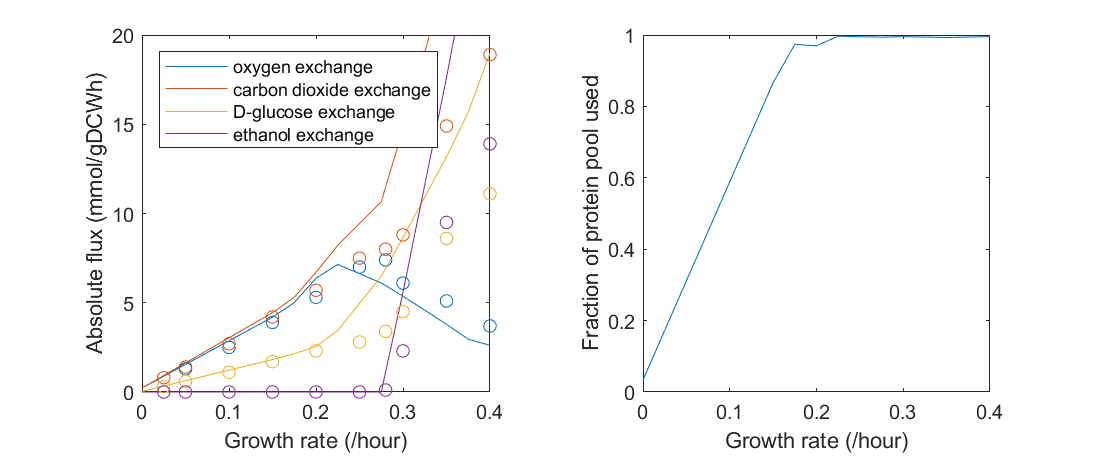 20
15
10
5
0
0
0.1
0.2
0.3
0.4
Absolute flux (mmol/gDCWh)
Growth rate (/hour)
oxygen exchange
carbon dioxide exchange
D-glucose exchange
ethanol exchange
1
0.8
0.6
0.4
0.2
0
0
0.1
0.2
0.3
0.4
Fraction of protein pool used
Growth rate (/hour)